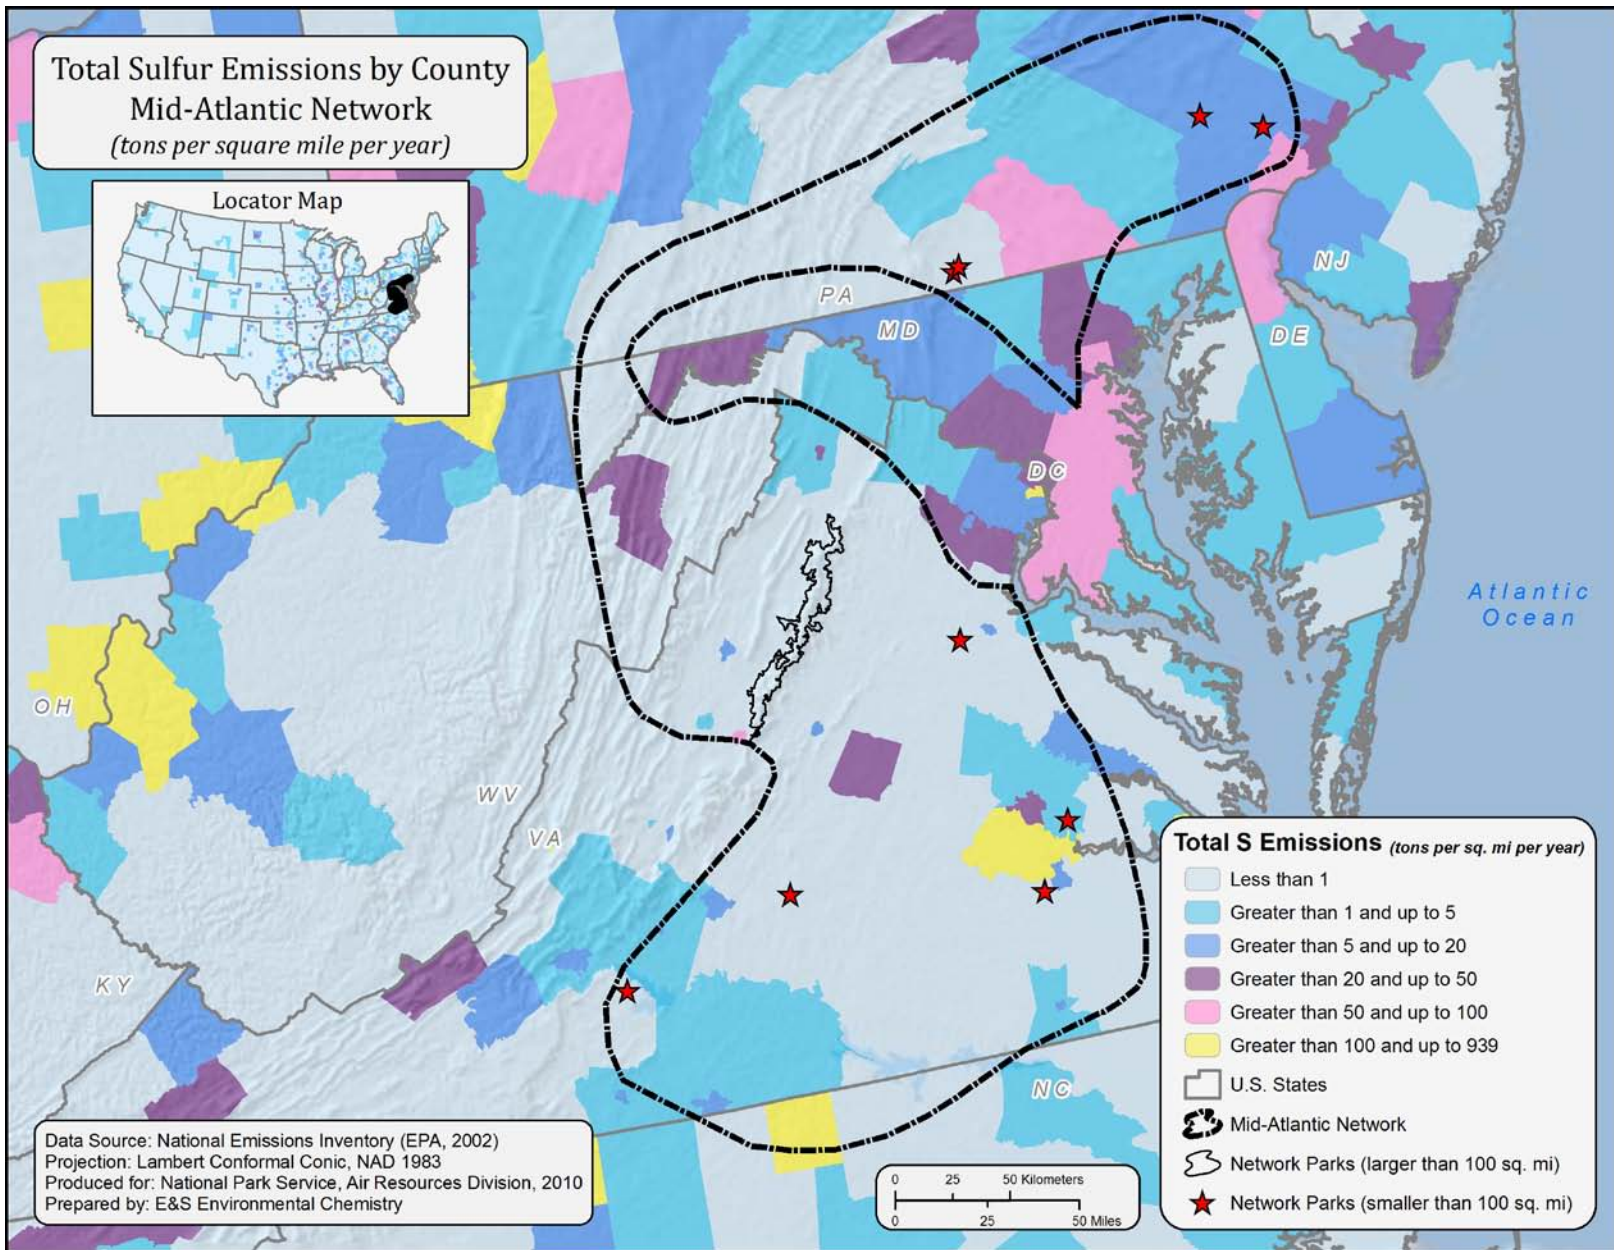 Total Sulfur Emissions by County
Mid-Atlantic Network
(tons per square mile per year)
Locator Map
PA
MD
NJ
DE
DC
OH
WV
VA
KY
NC
Atlantic
Ocean
Total S Emissions (tons per sq. mi per year)
Less than 1
Greater than 1 and up to 5
Greater than 5 and up to 20
Greater than 20 and up to 50
Greater than 50 and up to 100
Greater than 100 and up to 939
U.S. States
Mid-Atlantic Network
Network Parks (larger than 100 sq. mi)
Network Parks (smaller than 100 sq. mi)
Data Source: National Emissions Inventory (EPA, 2002)
Projection: Lambert Conformal Conic, NAD 1983
Produced for: National Park Service, Air Resources Division, 2010
Prepared by: E&S Environmental Chemistry
0 25 50 Kilometers
0 25 50 Miles